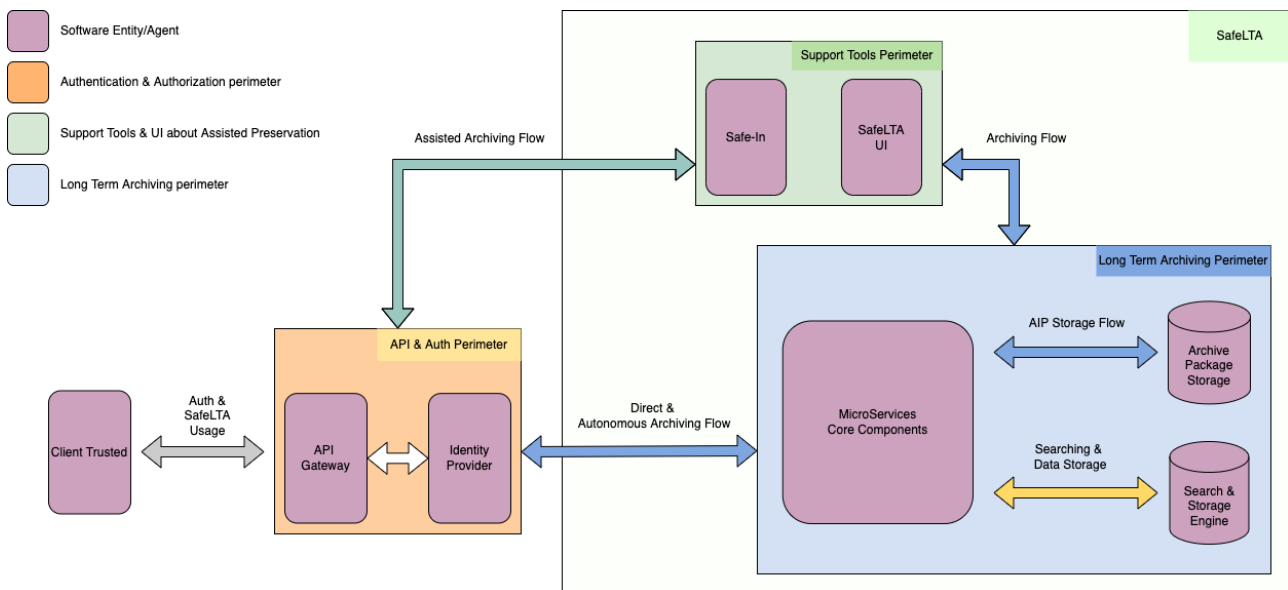 Software Entity/Agent
Authentication & Authorization perimeter
Support Tools & UI about Assisted Preservation
Long Term Archiving perimeter
SafeLTA
Support Tools Perimeter
Safe-In
SafeLTA
UI
Assisted Archiving Flow
Archiving Flow
Long Term Archiving Perimeter
AIP Storage Flow
Archive
Package
Storage
MicroServices
Core Components
Searching &
Data Storage
Search &
Storage
Engine
API & Auth Perimeter
API
Gateway
Identity
Provider
Direct &
Autonomous Archiving Flow
Auth &
SafeLTA
Usage
Client Trusted